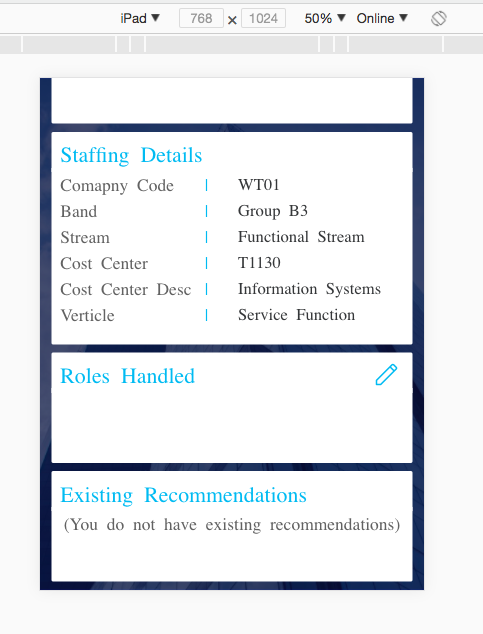 iPad ▼ 768 × 1024 50% ▼ Online ▼
Staffing Details
Comapny Code | WT01
Band | Group B3
Stream | Functional Stream
Cost Center | T1130
Cost Center Desc | Information Systems
Verticle | Service Function
Roles Handled
Existing Recommendations
(You do not have existing recommendations)